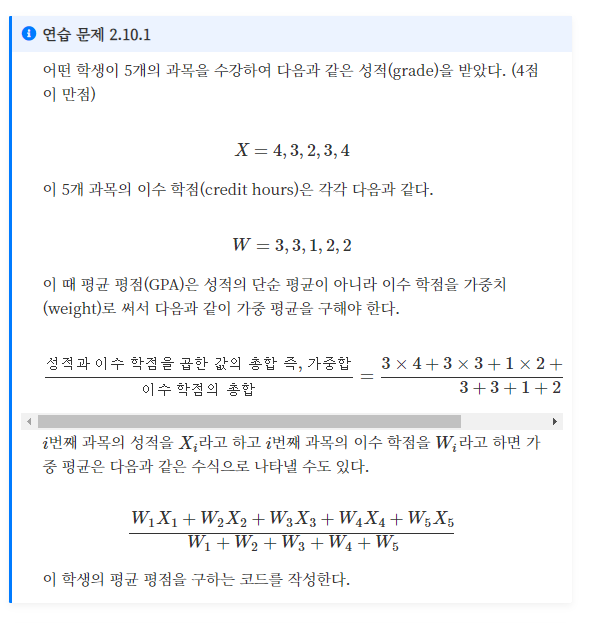 연습 문제 2.10.1
어떤 학생이 5개의 과목을 수강하여 다음과 같은 성적(grade)을 받았다. (4점
이 만점)
X = 4, 3, 2, 3, 4
이 5개 과목의 이수 학점(credit hours)은 각각 다음과 같다.
W = 3, 3, 1, 2, 2
이 때 평균 평점(GPA)은 성적의 단순 평균이 아니라 이수 학점을 가중치
(weight)로 써서 다음과 같이 가중 평균을 구해야 한다.
성적과 이수 학점을 곱한 값의 총합 즉, 가중합 / 이수 학점의 총합 = 3 × 4 + 3 × 3 + 1 × 2 + / 3 + 3 + 1 + 2
i번째 과목의 성적을 Xᵢ라고 하고 i번째 과목의 이수 학점을 Wᵢ라고 하면 가
중 평균은 다음과 같은 수식으로 나타낼 수도 있다.
W₁X₁ + W₂X₂ + W₃X₃ + W₄X₄ + W₅X₅
W₁ + W₂ + W₃ + W₄ + W₅
이 학생의 평균 평점을 구하는 코드를 작성한다.